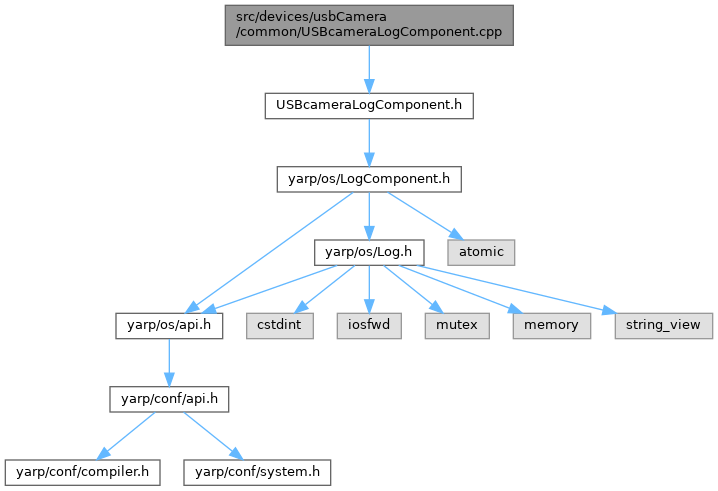 src/devices/usbCamera
/common/USBcameraLogComponent.cpp
USBcameraLogComponent.h
yarp/os/LogComponent.h
yarp/os/Log.h
atomic
yarp/os/api.h
cstdint
iosfwd
mutex
memory
string_view
yarp/conf/api.h
yarp/conf/compiler.h
yarp/conf/system.h